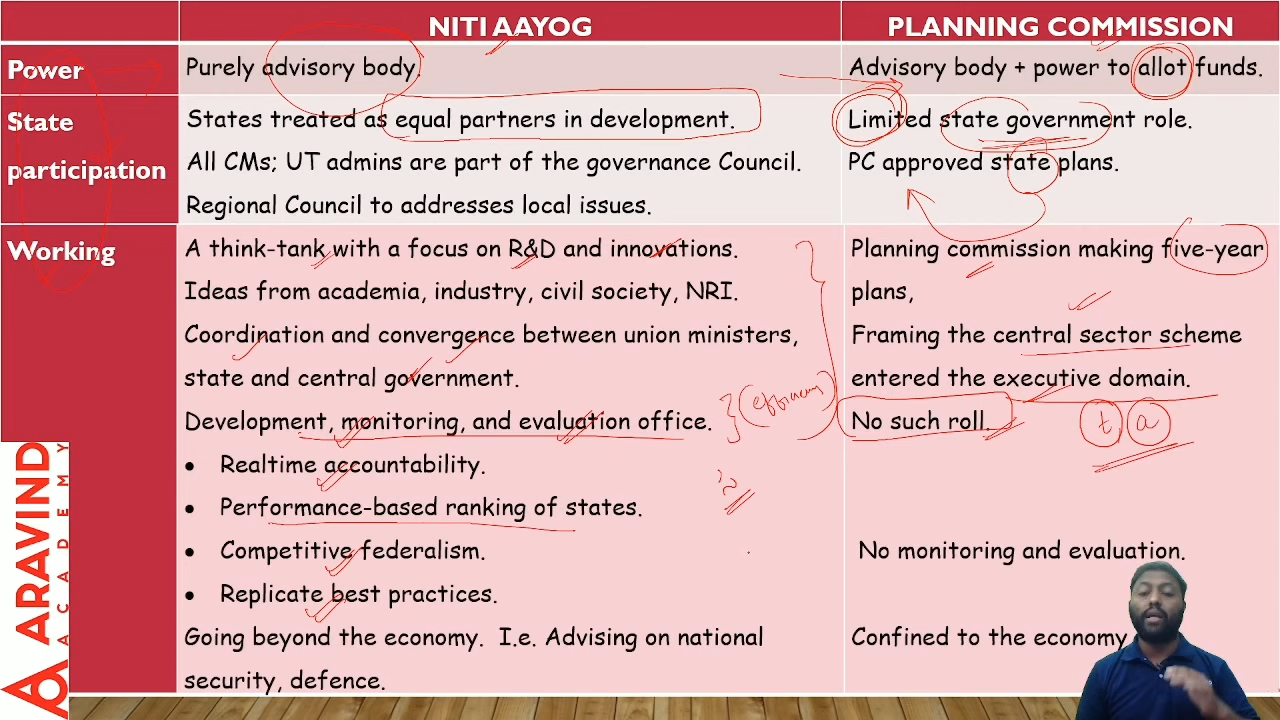 NITI AAYOG PLANNING COMMISSION
Power Purely advisory body. Advisory body + power to allot funds.
State participation States treated as equal partners in development. Limited state government role.
All CMs; UT admins are part of the governance Council. PC approved state plans.
Regional Council to addresses local issues.
Working A think-tank with a focus on R&D and innovations. Planning commission making five-year
Ideas from academia, industry, civil society, NRI. plans,
Coordination and convergence between union ministers, Framing the central sector scheme
state and central government. entered the executive domain.
Development, monitoring, and evaluation office. No such roll.
t a
• Realtime accountability.
• Performance-based ranking of states.
• Competitive federalism. No monitoring and evaluation.
• Replicate best practices.
Going beyond the economy. I.e. Advising on national Confined to the economy
security, defence.
ARAVIND
ACADEMY